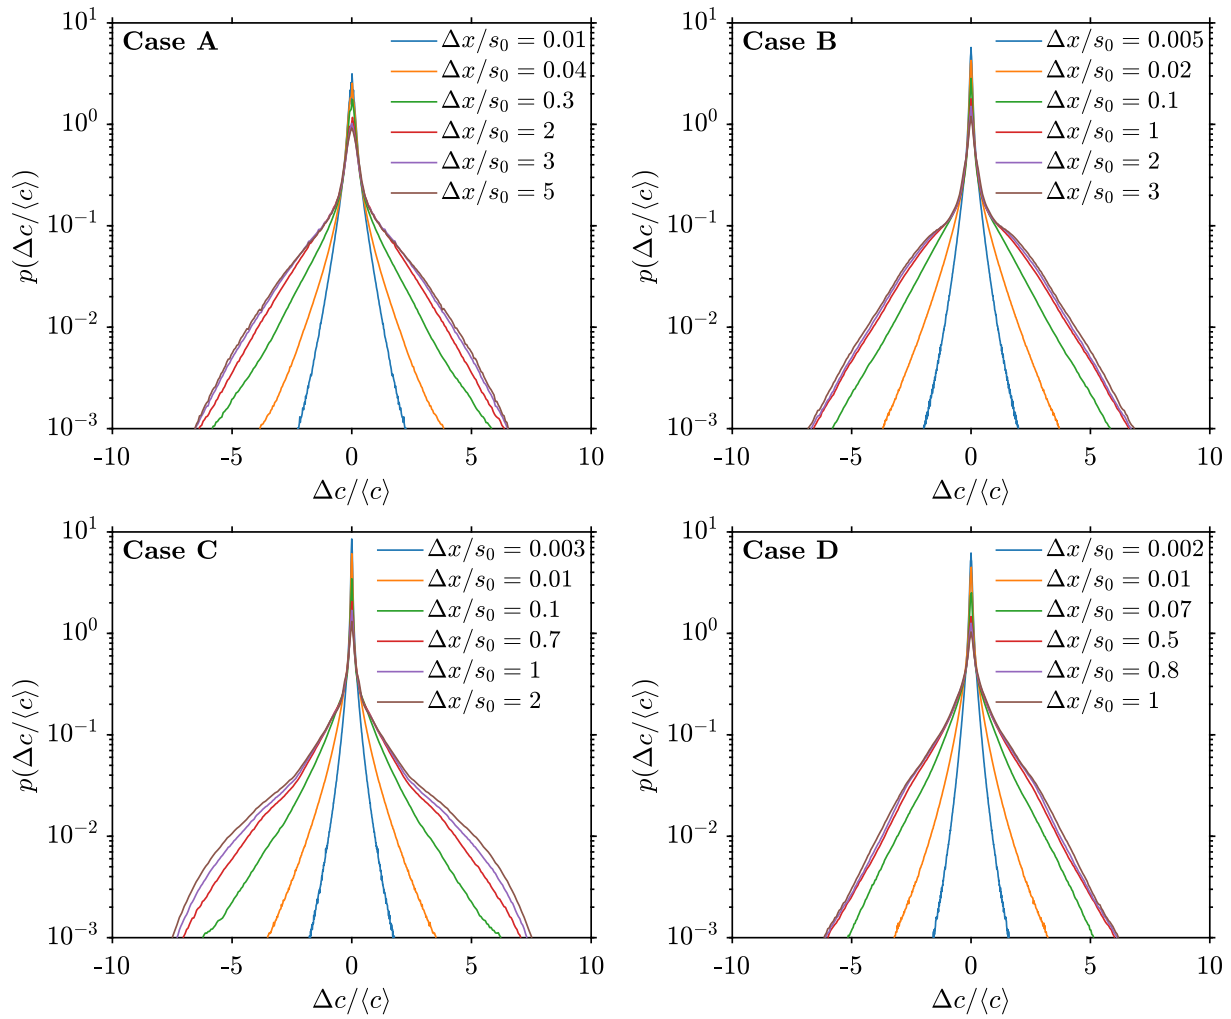 Case A
Δx/s₀ = 0.01
Δx/s₀ = 0.04
Δx/s₀ = 0.3
Δx/s₀ = 2
Δx/s₀ = 3
Δx/s₀ = 5
10¹
10⁰
10⁻¹
10⁻²
10⁻³
p(Δc/⟨c⟩)
-10 -5 0 5 10
Δc/⟨c⟩
Case B
Δx/s₀ = 0.005
Δx/s₀ = 0.02
Δx/s₀ = 0.1
Δx/s₀ = 1
Δx/s₀ = 2
Δx/s₀ = 3
10¹
10⁰
10⁻¹
10⁻²
10⁻³
p(Δc/⟨c⟩)
-10 -5 0 5 10
Δc/⟨c⟩
Case C
Δx/s₀ = 0.003
Δx/s₀ = 0.01
Δx/s₀ = 0.1
Δx/s₀ = 0.7
Δx/s₀ = 1
Δx/s₀ = 2
10¹
10⁰
10⁻¹
10⁻²
10⁻³
p(Δc/⟨c⟩)
-10 -5 0 5 10
Δc/⟨c⟩
Case D
Δx/s₀ = 0.002
Δx/s₀ = 0.01
Δx/s₀ = 0.07
Δx/s₀ = 0.5
Δx/s₀ = 0.8
Δx/s₀ = 1
10¹
10⁰
10⁻¹
10⁻²
10⁻³
p(Δc/⟨c⟩)
-10 -5 0 5 10
Δc/⟨c⟩